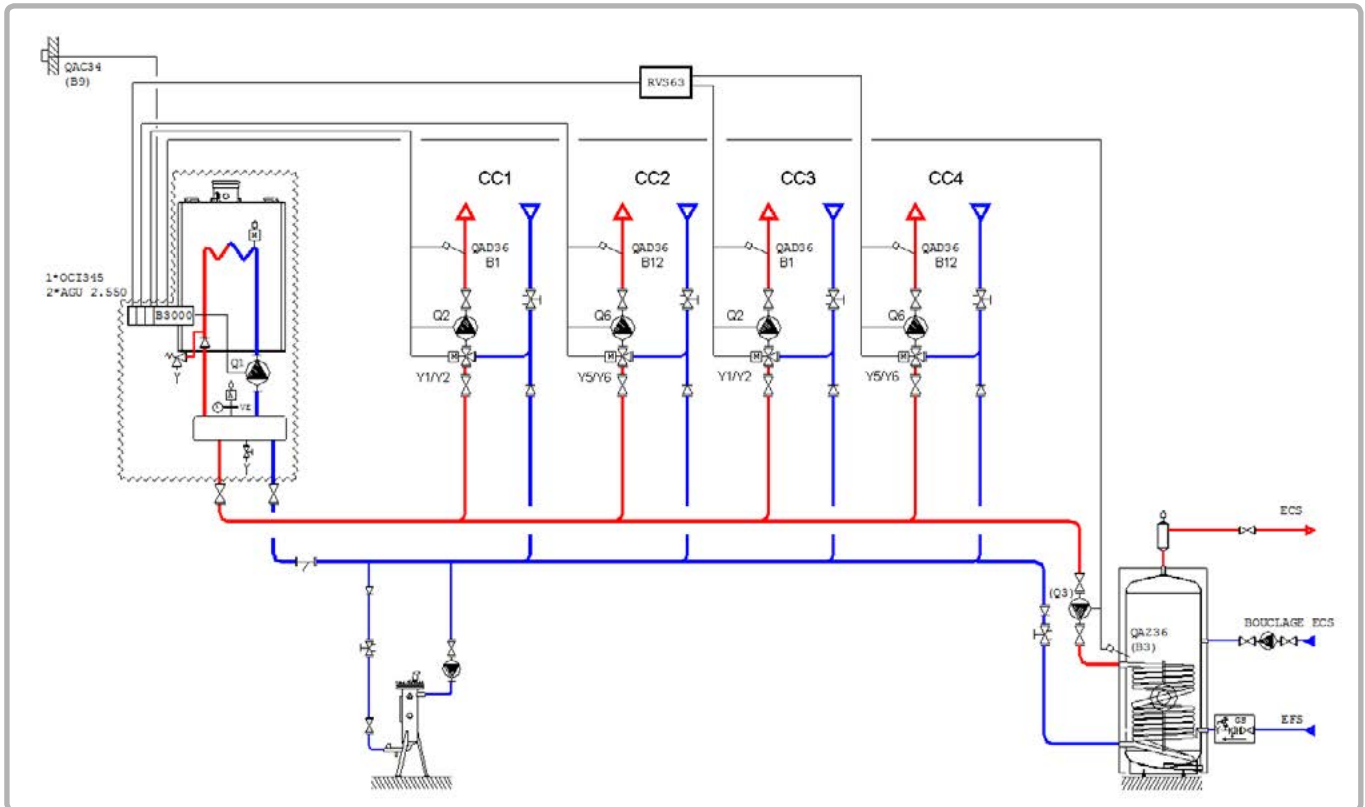 QAC34
(B9)
RVS63
CC1
CC2
CC3
CC4
QAD36
B1
QAD36
B12
QAD36
B1
QAD36
B12
1*OCI345
2*AGU 2.550
B3000
Q2
Q6
Q2
Q6
M
M
M
M
M
Q1
Y1/Y2
Y5/Y6
Y1/Y2
Y5/Y6
ECS
(Q3)
BOUCLAGE ECS
QAZ36
(B3)
GS
EFS